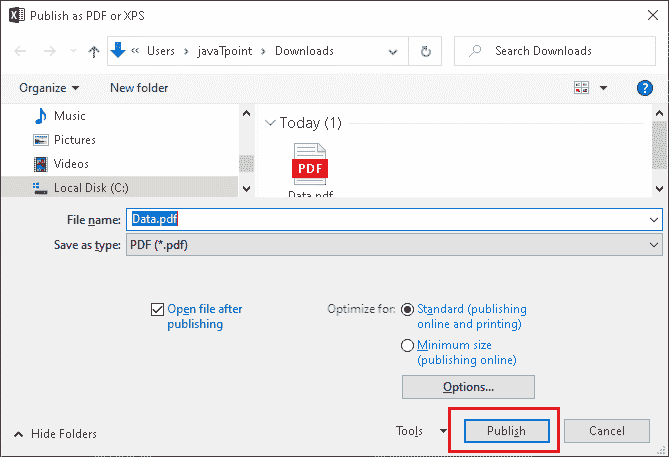 Publish as PDF or XPS
Users
javaTpoint
Downloads
Search Downloads
Organize
New folder
Music
Pictures
Videos
Local Disk (C:)
Today (1)
PDF
Data.pdf
File name:
Data.pdf
Save as type:
PDF (*.pdf)
Open file after
publishing
Optimize for:
Standard (publishing
online and printing)
Minimum size
(publishing online)
Options...
Hide Folders
Tools
Publish
Cancel